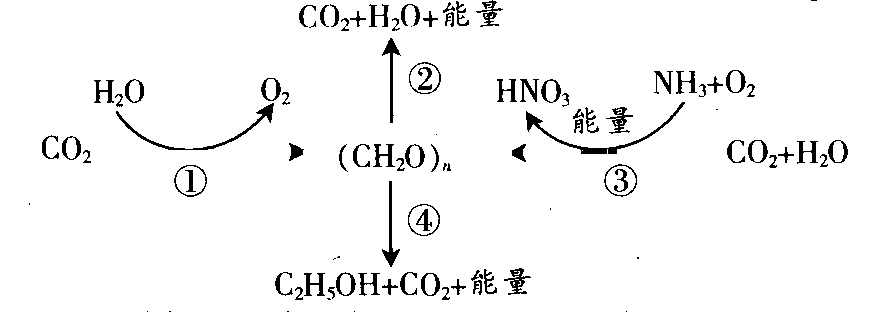 CO₂+H₂O+能量
②
H₂O O₂
HNO₃ NH₃+O₂
能量
CO₂ (CH₂O)ₙ CO₂+H₂O
① ③
④
C₂H₅OH+CO₂+能量